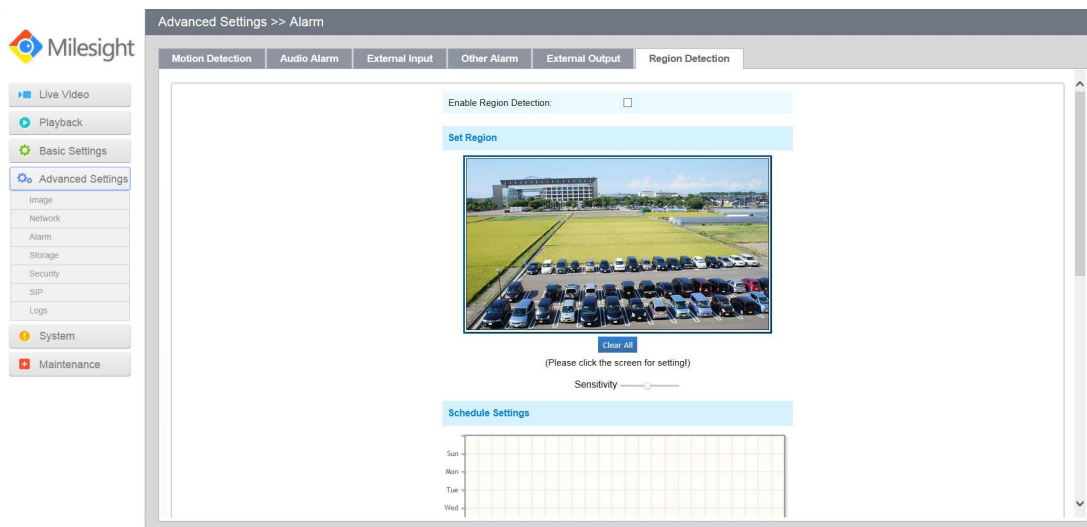 Advanced Settings >> Alarm
Milesight
Motion Detection Audio Alarm External Input Other Alarm External Output Region Detection
Live Video
Playback
Basic Settings
Advanced Settings
Image
Network
Alarm
Storage
Security
SIP
Logs
System
Maintenance
Enable Region Detection:
Set Region
Clear All
(Please click the screen for setting!)
Sensitivity
Schedule Settings
Sun
Mon
Tue
Wed